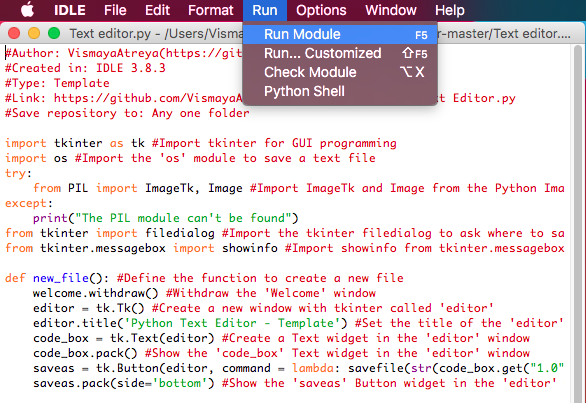 IDLE File Edit Format Run Options Window Help
Text editor.py - /Users/Visma r-master/Text editor....
Run Module F5
Run... Customized ⇧F5
Check Module ⌥X
Python Shell
#Author: VismayaAtreya(https://git
#Created in: IDLE 3.8.3
#Type: Template
#Link: https://github.com/VismayaA t Editor.py
#Save repository to: Any one folder
import tkinter as tk #Import tkinter for GUI programming
import os #Import the 'os' module to save a text file
try:
from PIL import ImageTk, Image #Import ImageTk and Image from the Python Ima
except:
print("The PIL module can't be found")
from tkinter import filedialog #Import the tkinter filedialog to ask where to sa
from tkinter.messagebox import showinfo #Import showinfo from tkinter.messagebox
def new_file(): #Define the function to create a new file
welcome.withdraw() #Withdraw the 'Welcome' window
editor = tk.Tk() #Create a new window with tkinter called 'editor'
editor.title('Python Text Editor - Template') #Set the title of the 'editor'
code_box = tk.Text(editor) #Create a Text widget in the 'editor' window
code_box.pack() #Show the 'code_box' Text widget in the 'editor' window
saveas = tk.Button(editor, command = lambda: savefile(str(code_box.get("1.0"
saveas.pack(side='bottom') #Show the 'saveas' Button widget in the 'editor'